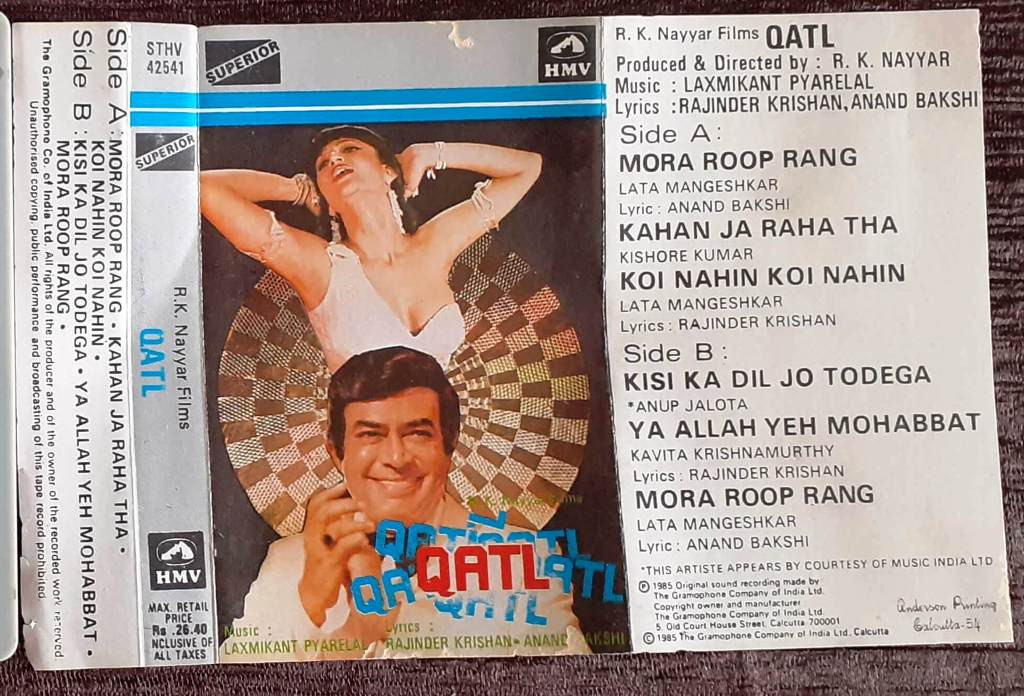 The Gramophone Co. of India Ltd. All rights of the producer and of the owner of the recorded work reserved.
Unauthorised copying, public performance and broadcasting of this tape record prohibited.
Side A : MORA ROOP RANG • KAHAN JA RAHA THA •
KOI NAHIN KOI NAHIN •
Side B : KISI KA DIL JO TODEGA • YA ALLAH YEH MOHABBAT •
MORA ROOP RANG •
STHV
42541
SUPERIOR
R.K. Nayyar Films
QATL
HMV
MAX. RETAIL
PRICE
Rs .26.40
INCLUSIVE OF
ALL TAXES
SUPERIOR
HMV
QATL
QATL
QATL
QATL
Music :
LAXMIKANT PYARELAL
Lyrics :
RAJINDER KRISHAN • ANAND BAKSHI
R. K. Nayyar Films QATL
Produced & Directed by : R. K. NAYYAR
Music : LAXMIKANT PYARELAL
Lyrics : RAJINDER KRISHAN, ANAND BAKSHI
Side A :
MORA ROOP RANG
LATA MANGESHKAR
Lyric : ANAND BAKSHI
KAHAN JA RAHA THA
KISHORE KUMAR
KOI NAHIN KOI NAHIN
LATA MANGESHKAR
Lyrics : RAJINDER KRISHAN
Side B :
KISI KA DIL JO TODEGA
*ANUP JALOTA
YA ALLAH YEH MOHABBAT
KAVITA KRISHNAMURTHY
Lyrics : RAJINDER KRISHAN
MORA ROOP RANG
LATA MANGESHKAR
Lyric : ANAND BAKSHI
*THIS ARTISTE APPEARS BY COURTESY OF MUSIC INDIA LTD
℗ 1985 Original sound recording made by
The Gramophone Company of India Ltd.
Copyright owner and manufacturer
The Gramophone Company of India Ltd.
5, Old Court House Street, Calcutta 700001
© 1985 The Gramophone Company of India Ltd., Calcutta
Anderson Printing
Calcutta-54